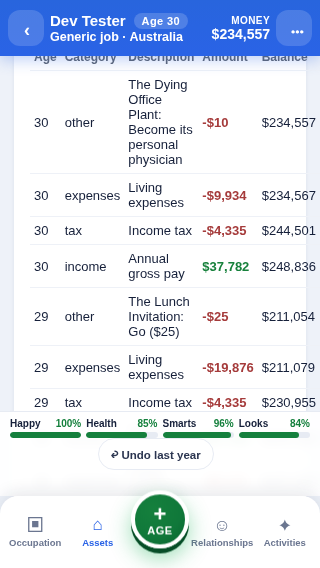 ‹ Dev Tester Age 30 MONEY
Generic job · Australia $234,557 •••
Age Category Description Amount Balance
30 other The Dying Office Plant: Become its personal physician -$10 $234,557
30 expenses Living expenses -$9,934 $234,567
30 tax Income tax -$4,335 $244,501
30 income Annual gross pay $37,782 $248,836
29 other The Lunch Invitation: Go ($25) -$25 $211,054
29 expenses Living expenses -$19,876 $211,079
29 tax Income tax -$4,335 $230,955
Happy 100% Health 85% Smarts 96% Looks 84%
Undo last year
+
AGE
Occupation Assets Relationships Activities